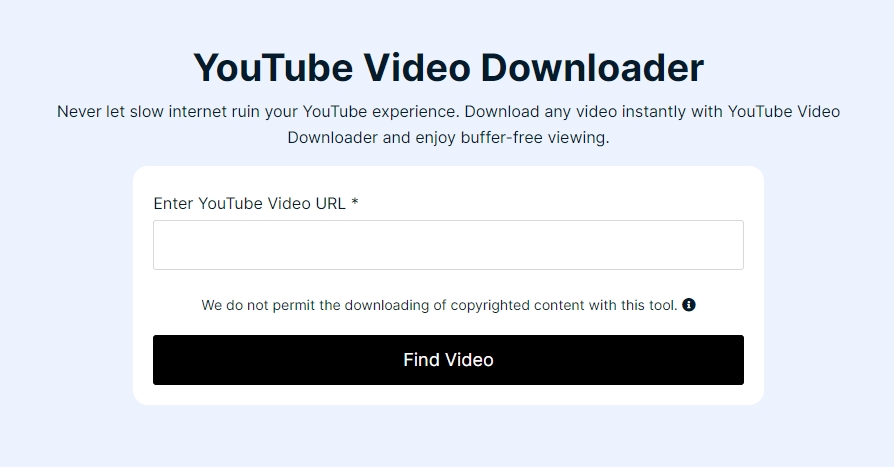 YouTube Video Downloader
Never let slow internet ruin your YouTube experience. Download any video instantly with YouTube Video
Downloader and enjoy buffer-free viewing.
Enter YouTube Video URL *
We do not permit the downloading of copyrighted content with this tool.
Find Video